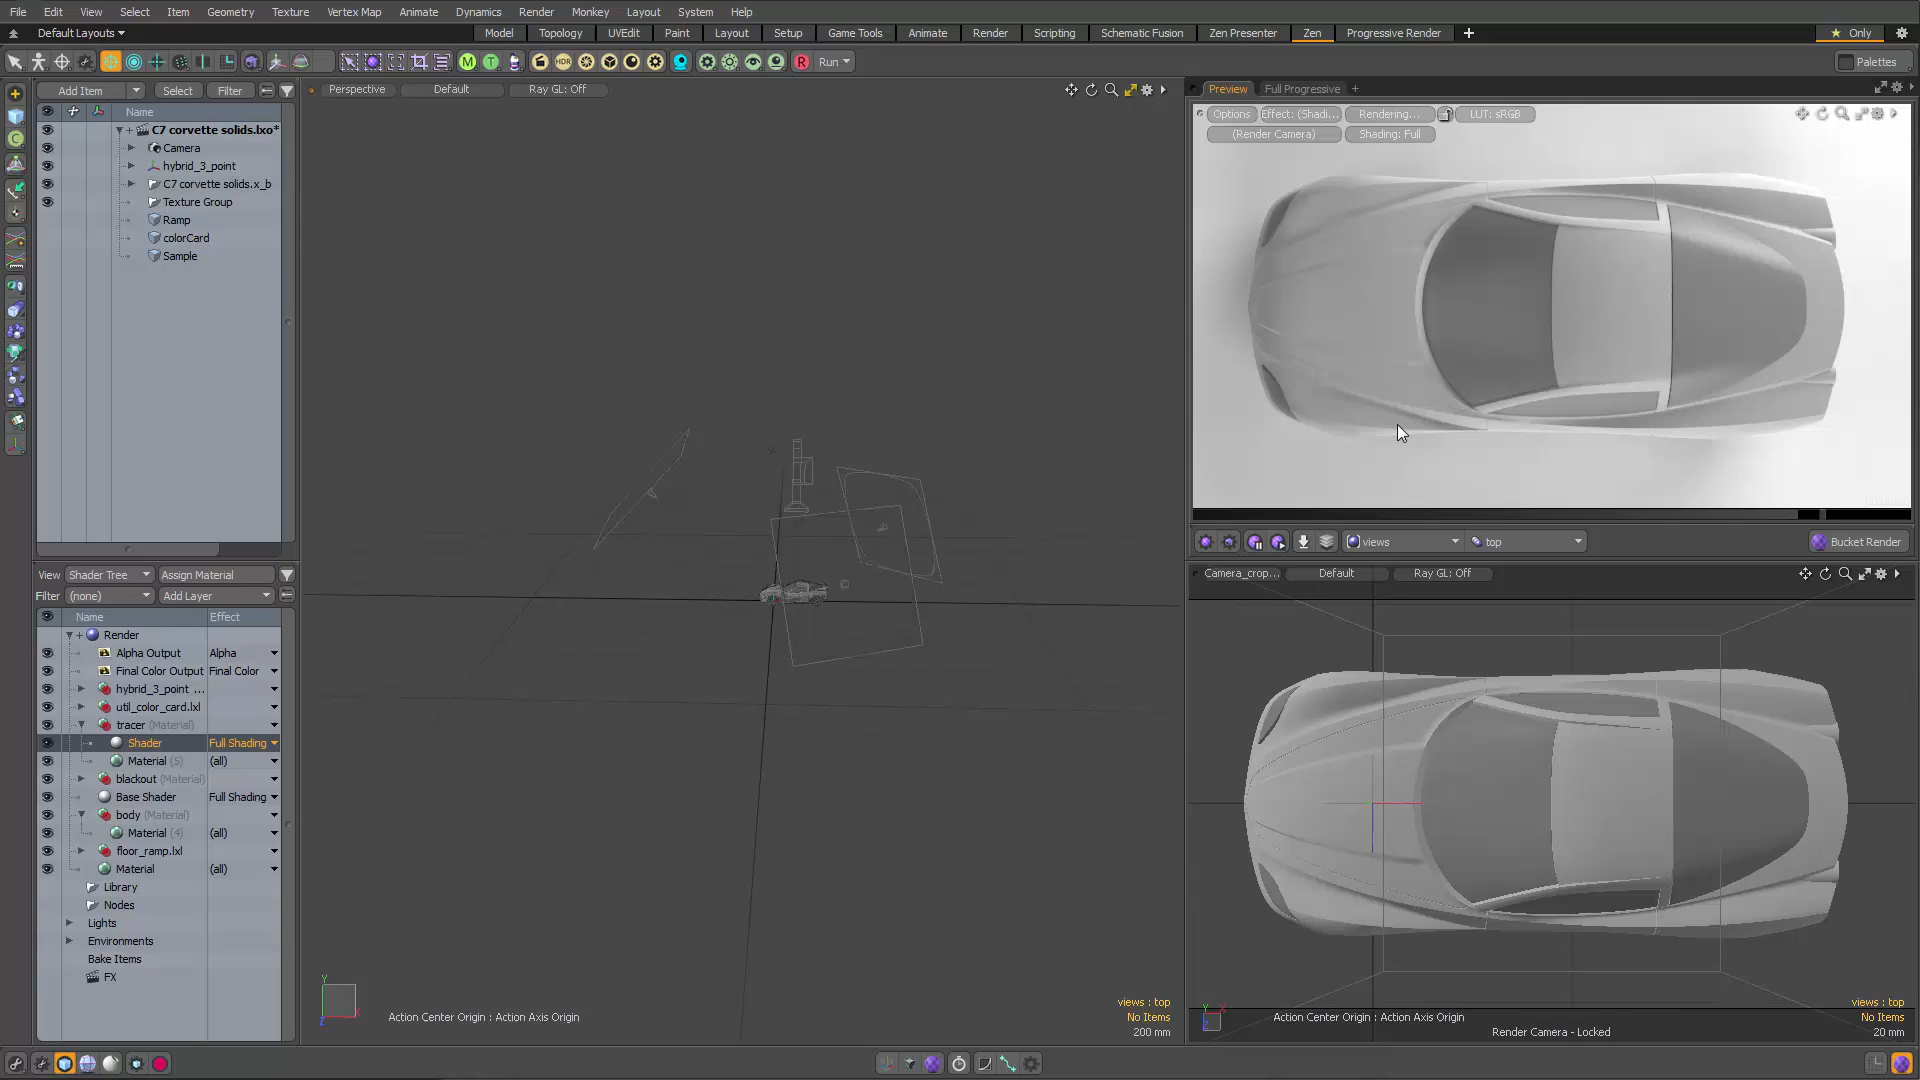 File Edit View Select Item Geometry Texture Vertex Map Animate Dynamics Render Monkey Layout System Help
Default Layouts Model Topology UVEdit Paint Layout Setup Game Tools Animate Render Scripting Schematic Fusion Zen Presenter Zen Progressive Render + Only
HDR M T R Run Palettes
Add Item Select Filter
Name
C7 corvette solids.lxo*
Camera
hybrid_3_point
C7 corvette solids.x_b
Texture Group
Ramp
colorCard
Sample
View Shader Tree Assign Material
Filter (none) Add Layer
Name Effect
Render
Alpha Output Alpha
Final Color Output Final Color
hybrid_3_point ...
util_color_card.lxl
tracer (Material)
Shader Full Shading
Material (5) (all)
blackout (Material)
Base Shader Full Shading
body (Material)
Material (4) (all)
floor_ramp.lxl
Material (all)
Library
Nodes
Lights
Environments
Bake Items
FX
Perspective Default Ray GL: Off
Y
X
Z
Action Center Origin : Action Axis Origin
views : top
No Items
200 mm
Preview Full Progressive +
Options Effect: (Shadi... Rendering... LUT: sRGB
(Render Camera) Shading: Full
views top Bucket Render
Camera_crop... Default Ray GL: Off
Y X
Z
Action Center Origin : Action Axis Origin
Render Camera - Locked
views : top
No Items
20 mm